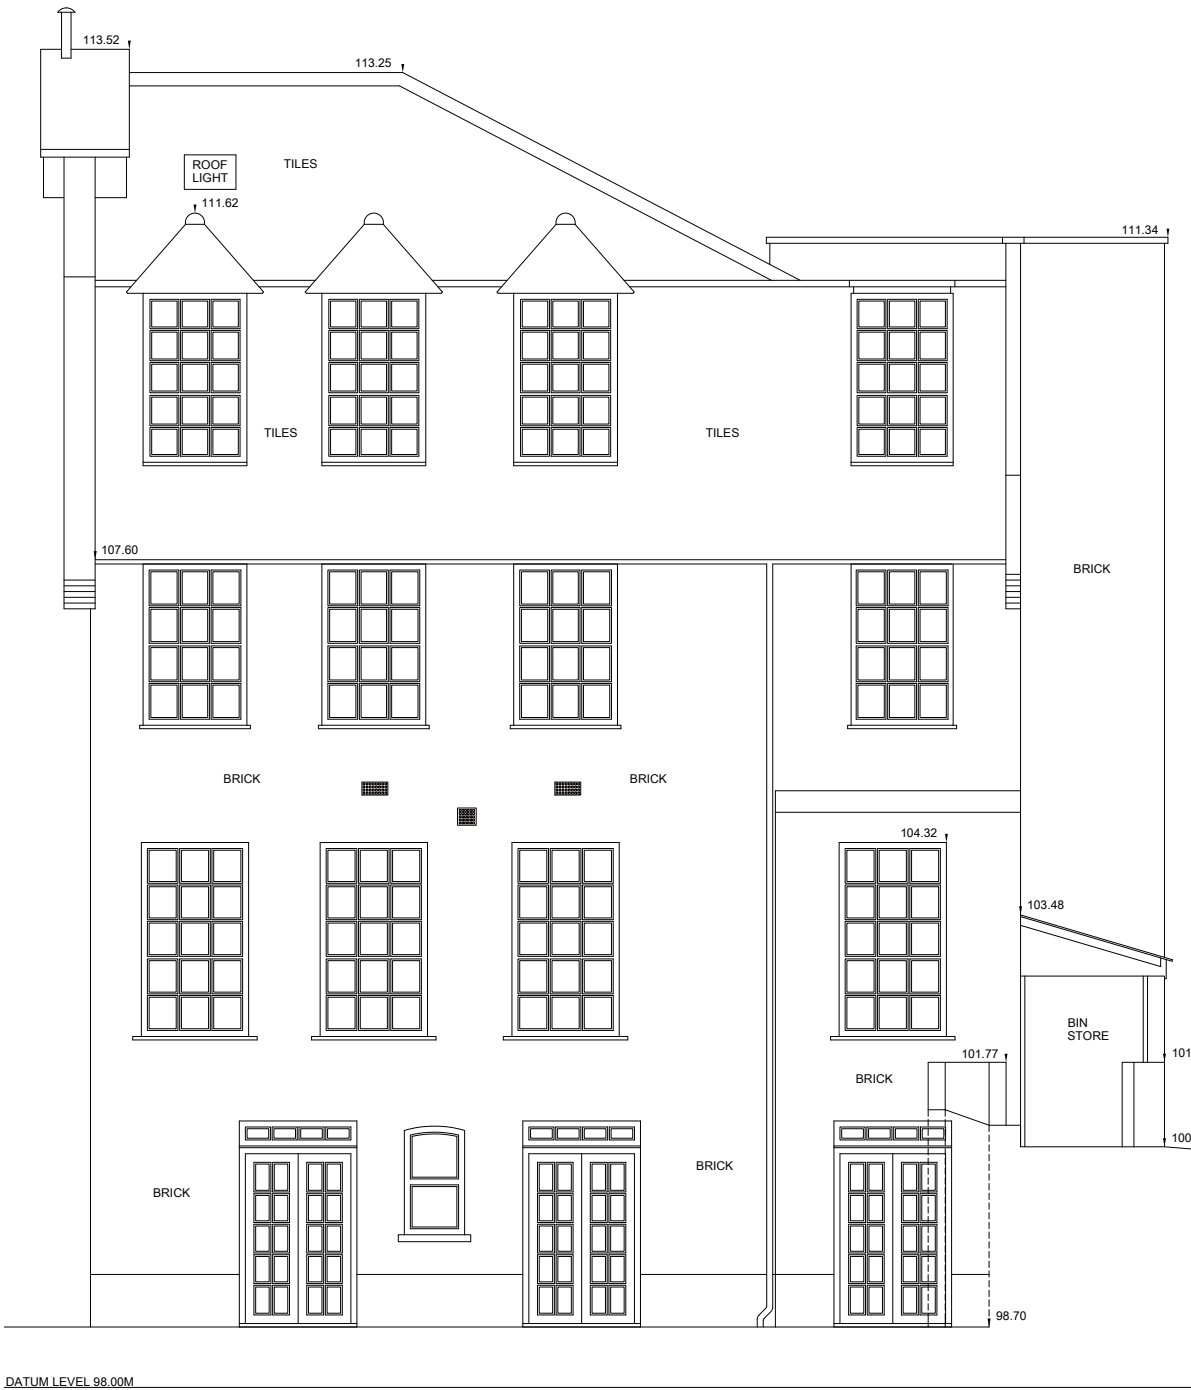 113.52
113.25
ROOF
LIGHT
TILES
111.62
111.34
TILES
TILES
107.60
BRICK
BRICK
BRICK
104.32
103.48
BIN
STORE
101.77
101
BRICK
100
BRICK
BRICK
98.70
DATUM LEVEL 98.00M